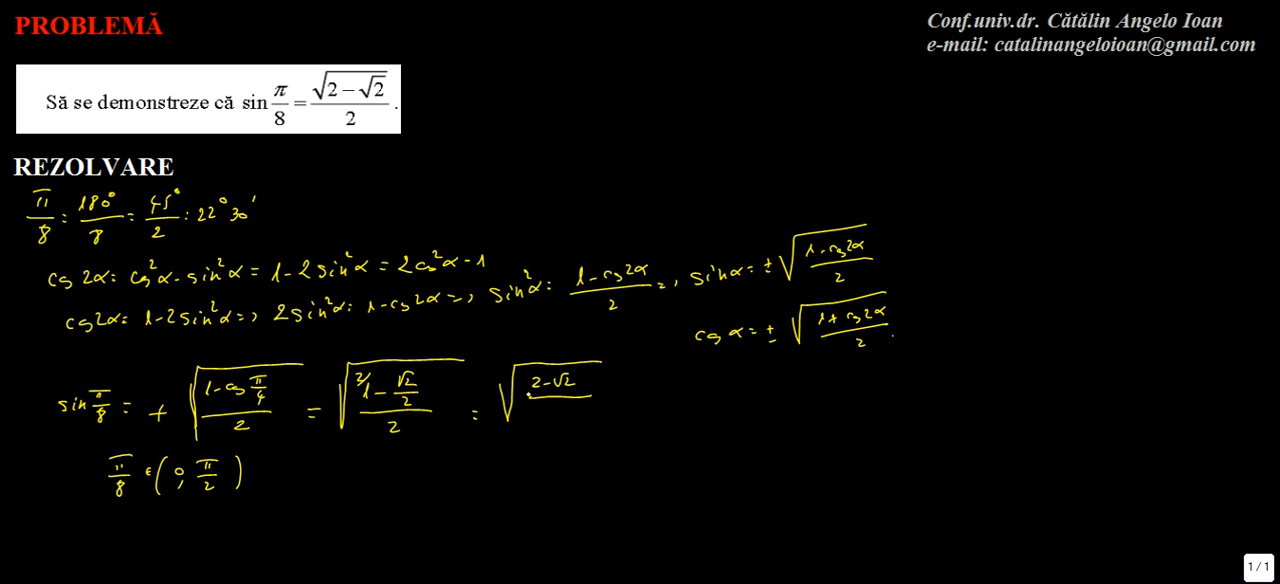 PROBLEMĂ
Conf.univ.dr. Cătălin Angelo Ioan
e-mail: catalinangeloioan@gmail.com
Să se demonstreze că sin π/8 = √(2−√2)/2 .
REZOLVARE
π/8 = 180°/8 = 45°/2 = 22°30'
cos 2α = cos²α - sin²α = 1 - 2sin²α = 2cos²α - 1
cos 2α = 1 - 2sin²α => 2sin²α = 1 - cos 2α => sin²α = (1 - cos 2α)/2 => sin α = ±√((1 - cos 2α)/2)
cos α = ±√((1 + cos 2α)/2)
sin π/8 = +√((1 - cos π/4)/2) = √((²⁾1 - √2/2)/2) = √(2-√2
π/8 ∈ (0; π/2)
1 / 1